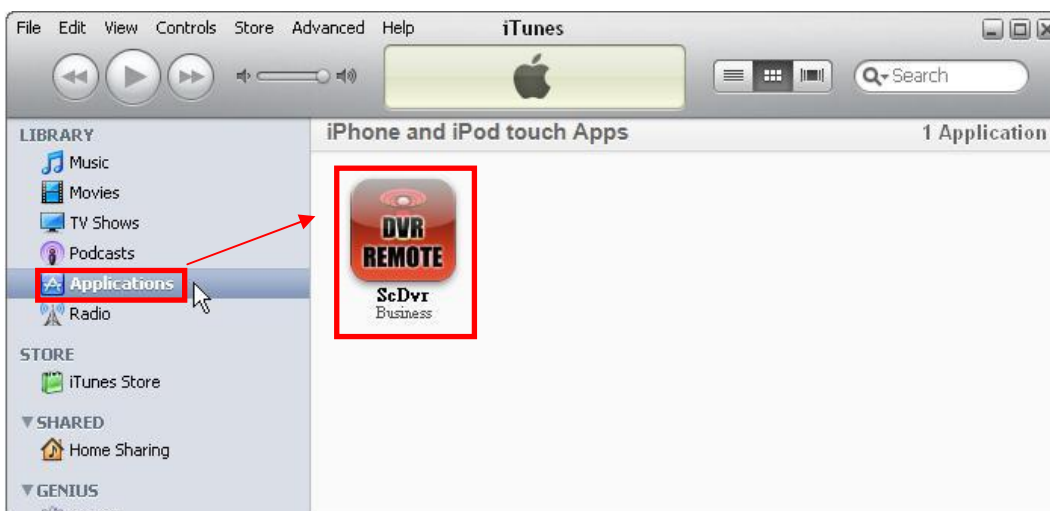 File Edit View Controls Store Advanced Help
iTunes
Search
LIBRARY
Music
Movies
TV Shows
Podcasts
Applications
Radio
STORE
iTunes Store
SHARED
Home Sharing
GENIUS
iPhone and iPod touch Apps
1 Application
DVR
REMOTE
ScDvr
Business